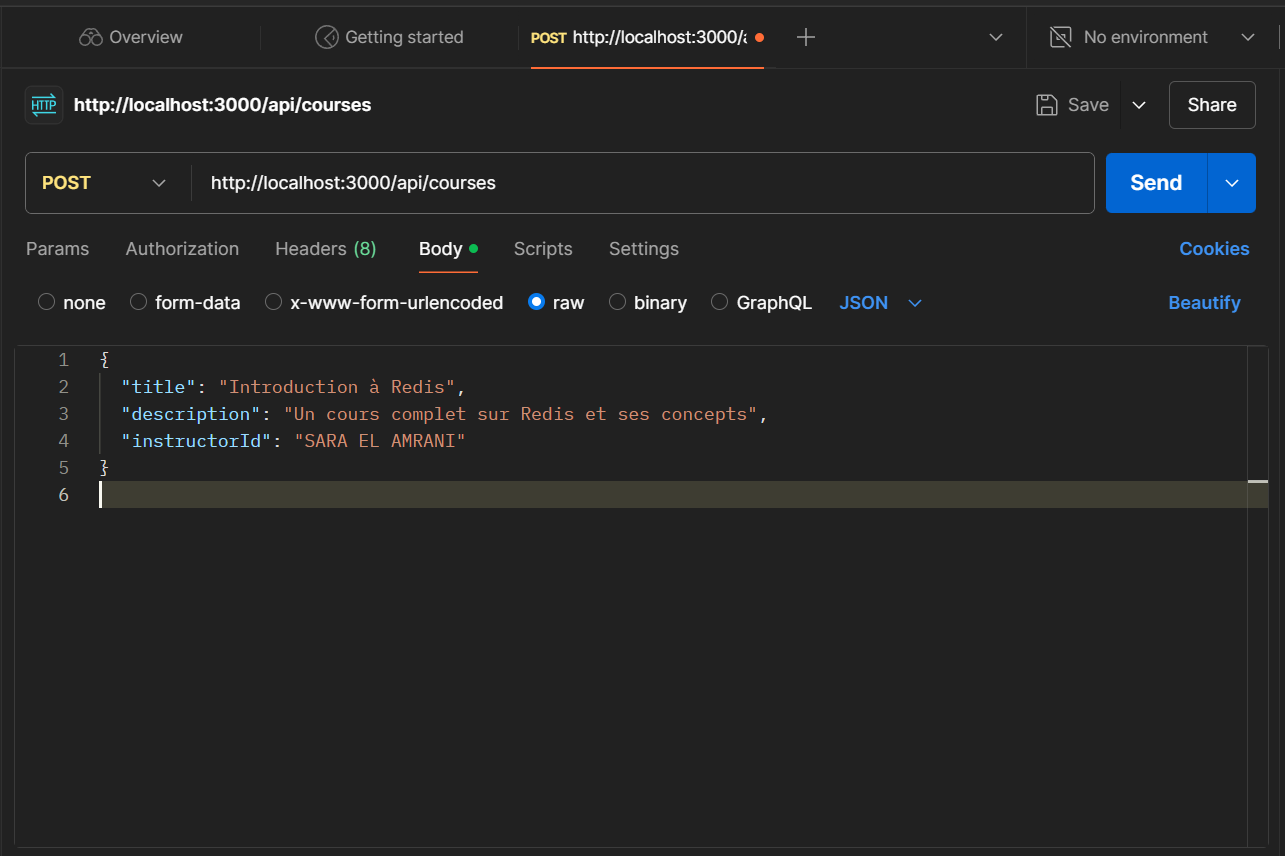 Overview Getting started POST http://localhost:3000/a No environment
HTTP http://localhost:3000/api/courses Save Share
POST http://localhost:3000/api/courses Send
Params Authorization Headers (8) Body Scripts Settings Cookies
none form-data x-www-form-urlencoded raw binary GraphQL JSON Beautify
1 {
2 "title": "Introduction à Redis",
3 "description": "Un cours complet sur Redis et ses concepts",
4 "instructorId": "SARA EL AMRANI"
5 }
6